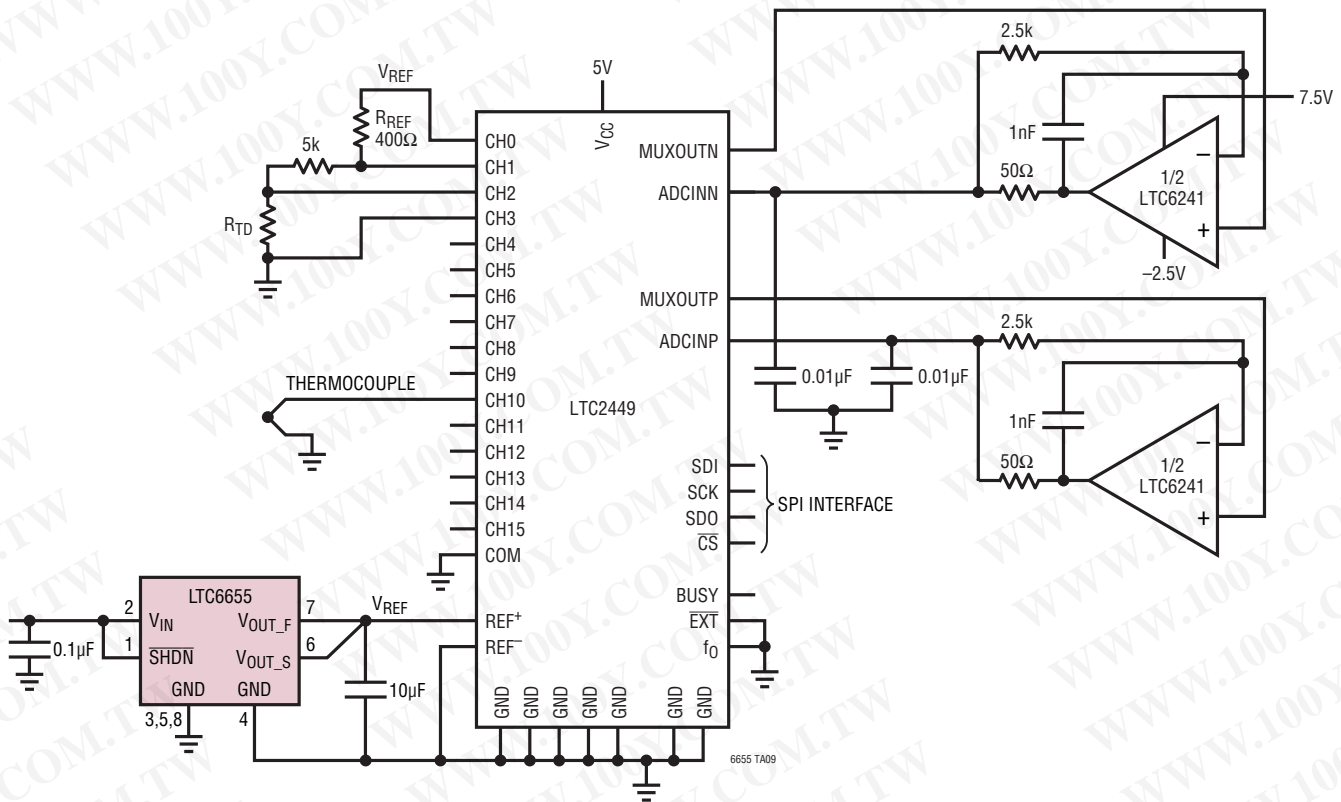 5V
VREF
RREF
400Ω
5k
RTD
CH0
CH1
CH2
CH3
CH4
CH5
CH6
CH7
CH8
CH9
CH10
CH11
CH12
CH13
CH14
CH15
COM
REF+
REF–
THERMOCOUPLE
VCC
LTC2449
MUXOUTN
ADCINN
MUXOUTP
ADCINP
SDI
SCK
SDO
CS
SPI INTERFACE
BUSY
EXT
fO
GND
GND
GND
GND
GND
GND
GND
2.5k
1nF
50Ω
7.5V
–
1/2
LTC6241
+
–2.5V
2.5k
0.01µF
0.01µF
1nF
50Ω
–
1/2
LTC6241
+
LTC6655
2
VIN
1
SHDN
VOUT_F
7
VOUT_S
6
GND
GND
3,5,8
4
0.1µF
VREF
10µF
6655 TA09
WWW.100Y.COM.TW